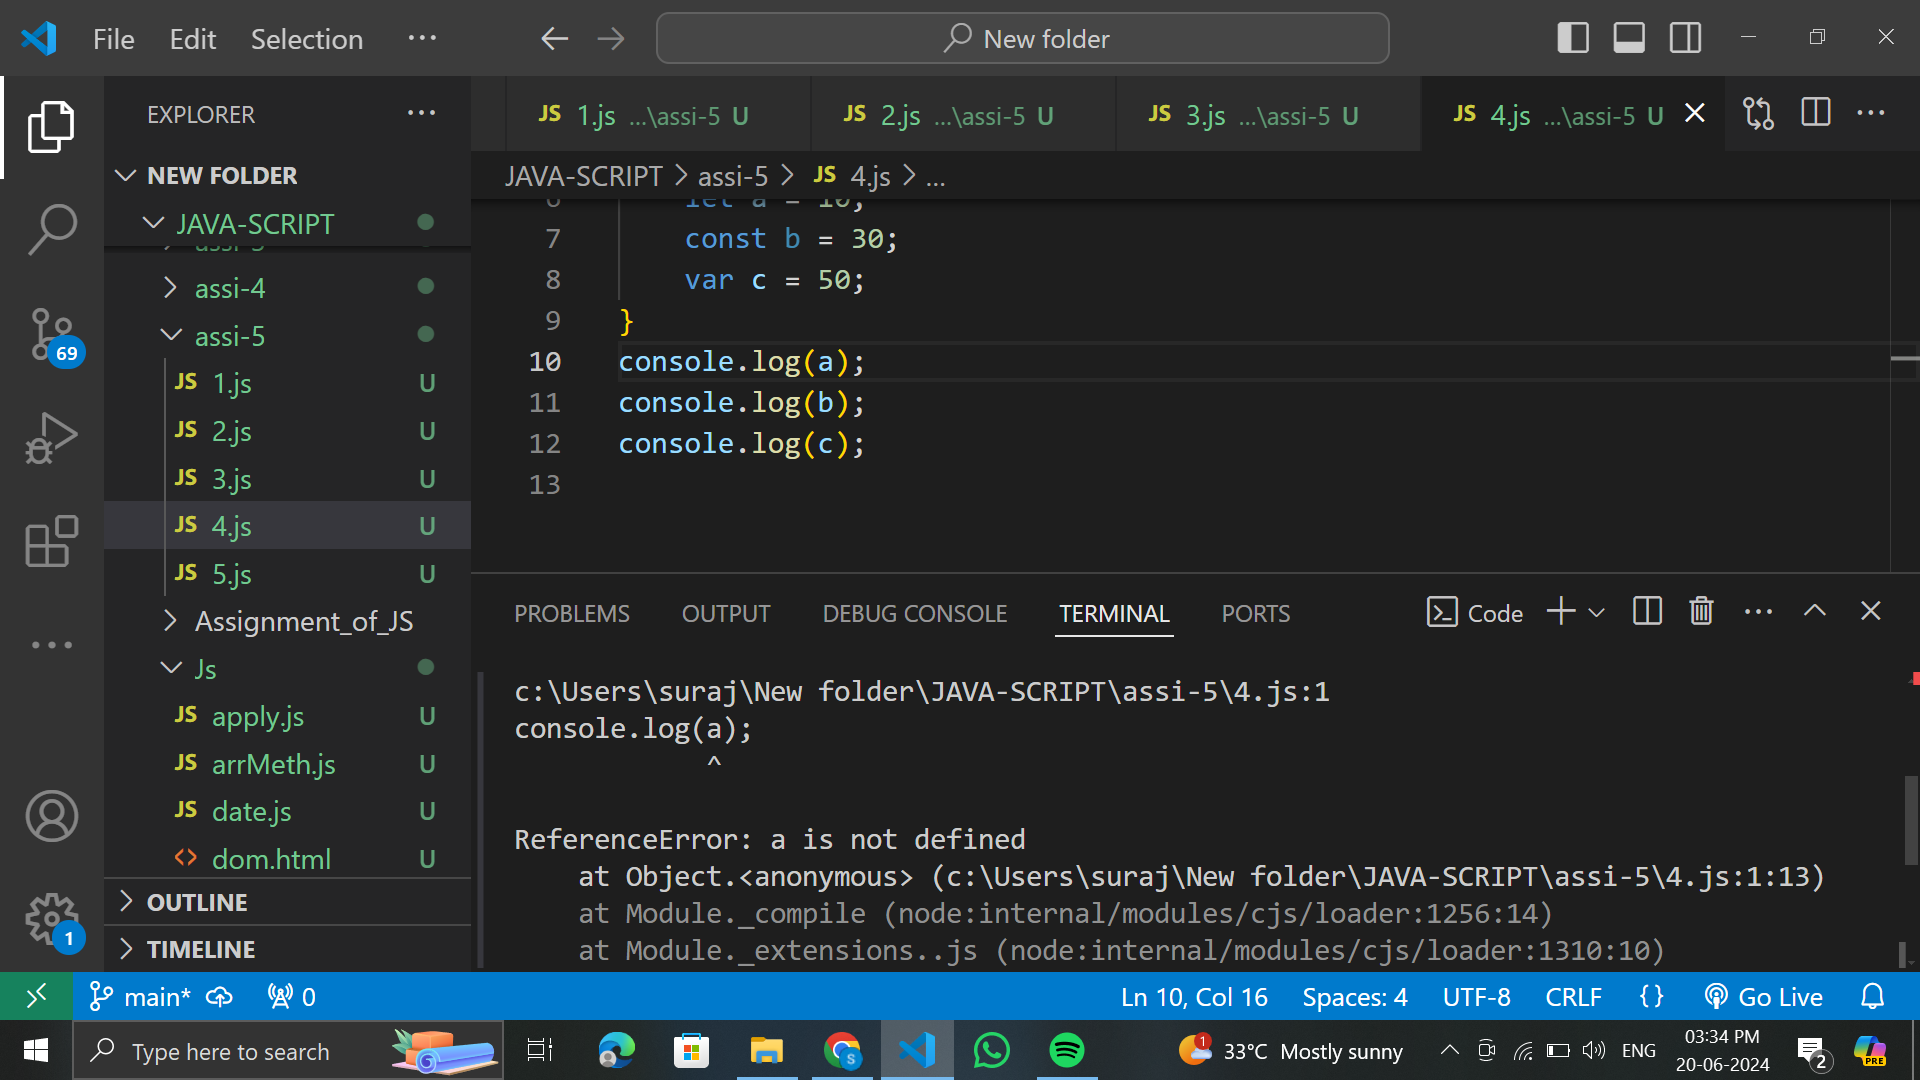 File Edit Selection ...
New folder
EXPLORER ...
JS 1.js ...\assi-5 U
JS 2.js ...\assi-5 U
JS 3.js ...\assi-5 U
JS 4.js ...\assi-5 U
JAVA-SCRIPT > assi-5 > JS 4.js > ...
NEW FOLDER
JAVA-SCRIPT
assi-4
assi-5
JS 1.js U
JS 2.js U
JS 3.js U
JS 4.js U
JS 5.js U
Assignment_of_JS
Js
JS apply.js U
JS arrMeth.js U
JS date.js U
<> dom.html U
OUTLINE
TIMELINE
69
1
6 let a = 10;
7 const b = 30;
8 var c = 50;
9 }
10 console.log(a);
11 console.log(b);
12 console.log(c);
13
PROBLEMS OUTPUT DEBUG CONSOLE TERMINAL PORTS
Code
c:\Users\suraj\New folder\JAVA-SCRIPT\assi-5\4.js:1
console.log(a);
^
ReferenceError: a is not defined
at Object.<anonymous> (c:\Users\suraj\New folder\JAVA-SCRIPT\assi-5\4.js:1:13)
at Module._compile (node:internal/modules/cjs/loader:1256:14)
at Module._extensions..js (node:internal/modules/cjs/loader:1310:10)
main* 0
Ln 10, Col 16 Spaces: 4 UTF-8 CRLF {} Go Live
Type here to search
S
1
33°C Mostly sunny
ENG
03:34 PM
20-06-2024
2
PRE